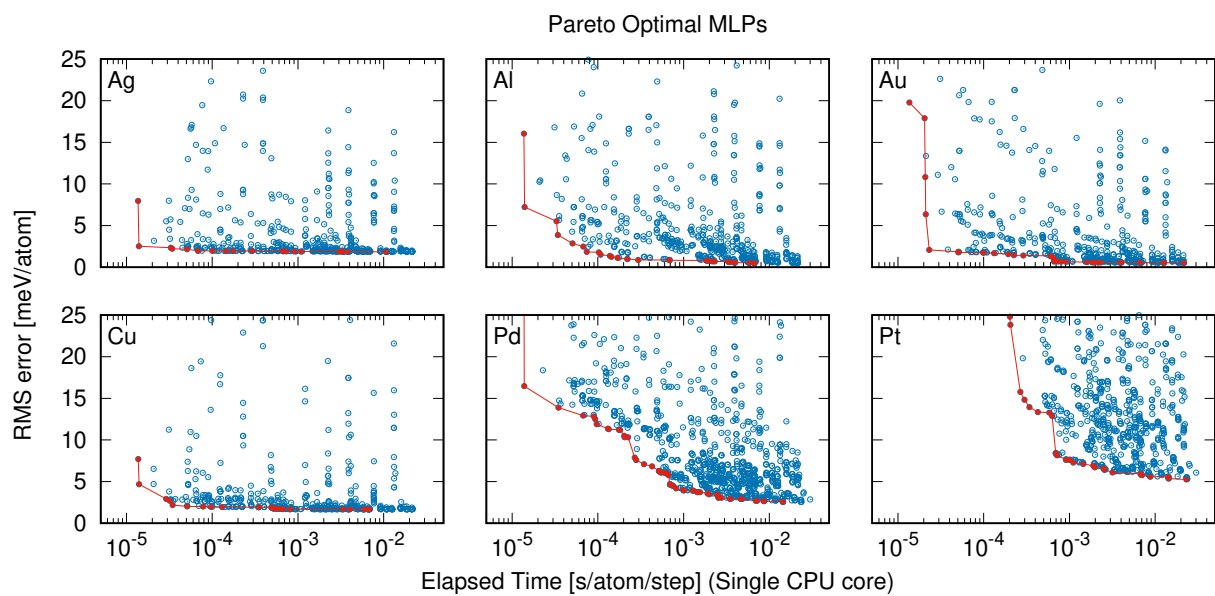 Pareto Optimal MLPs
25
20
15
10
5
0
Ag
Al
Au
25
20
15
10
5
0
Cu
Pd
Pt
10⁻⁵ 10⁻⁴ 10⁻³ 10⁻²
10⁻⁵ 10⁻⁴ 10⁻³ 10⁻²
10⁻⁵ 10⁻⁴ 10⁻³ 10⁻²
RMS error [meV/atom]
Elapsed Time [s/atom/step] (Single CPU core)